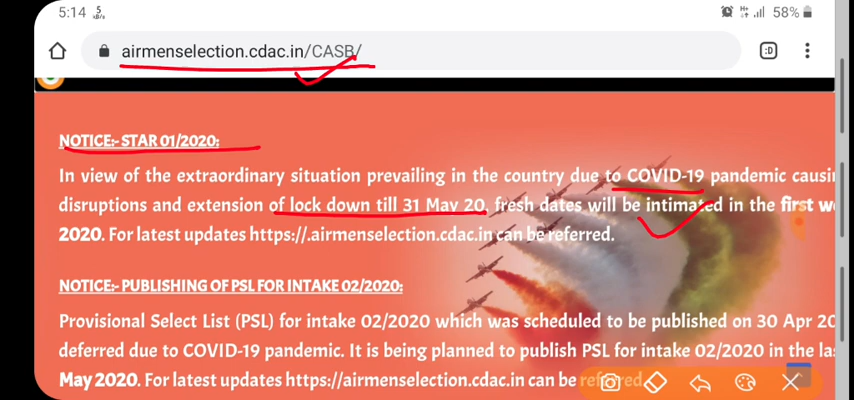 5:14 5 KB/s H+ 58%
airmenselection.cdac.in/CASB/ :D
NOTICE:- STAR 01/2020:
In view of the extraordinary situation prevailing in the country due to COVID-19 pandemic causi
disruptions and extension of lock down till 31 May 20, fresh dates will be intimated in the first w
2020. For latest updates https://.airmenselection.cdac.in can be referred.
NOTICE:- PUBLISHING OF PSL FOR INTAKE 02/2020:
Provisional Select List (PSL) for intake 02/2020 which was scheduled to be published on 30 Apr 20
deferred due to COVID-19 pandemic. It is being planned to publish PSL for intake 02/2020 in the la
May 2020. For latest updates https://airmenselection.cdac.in can be referred.